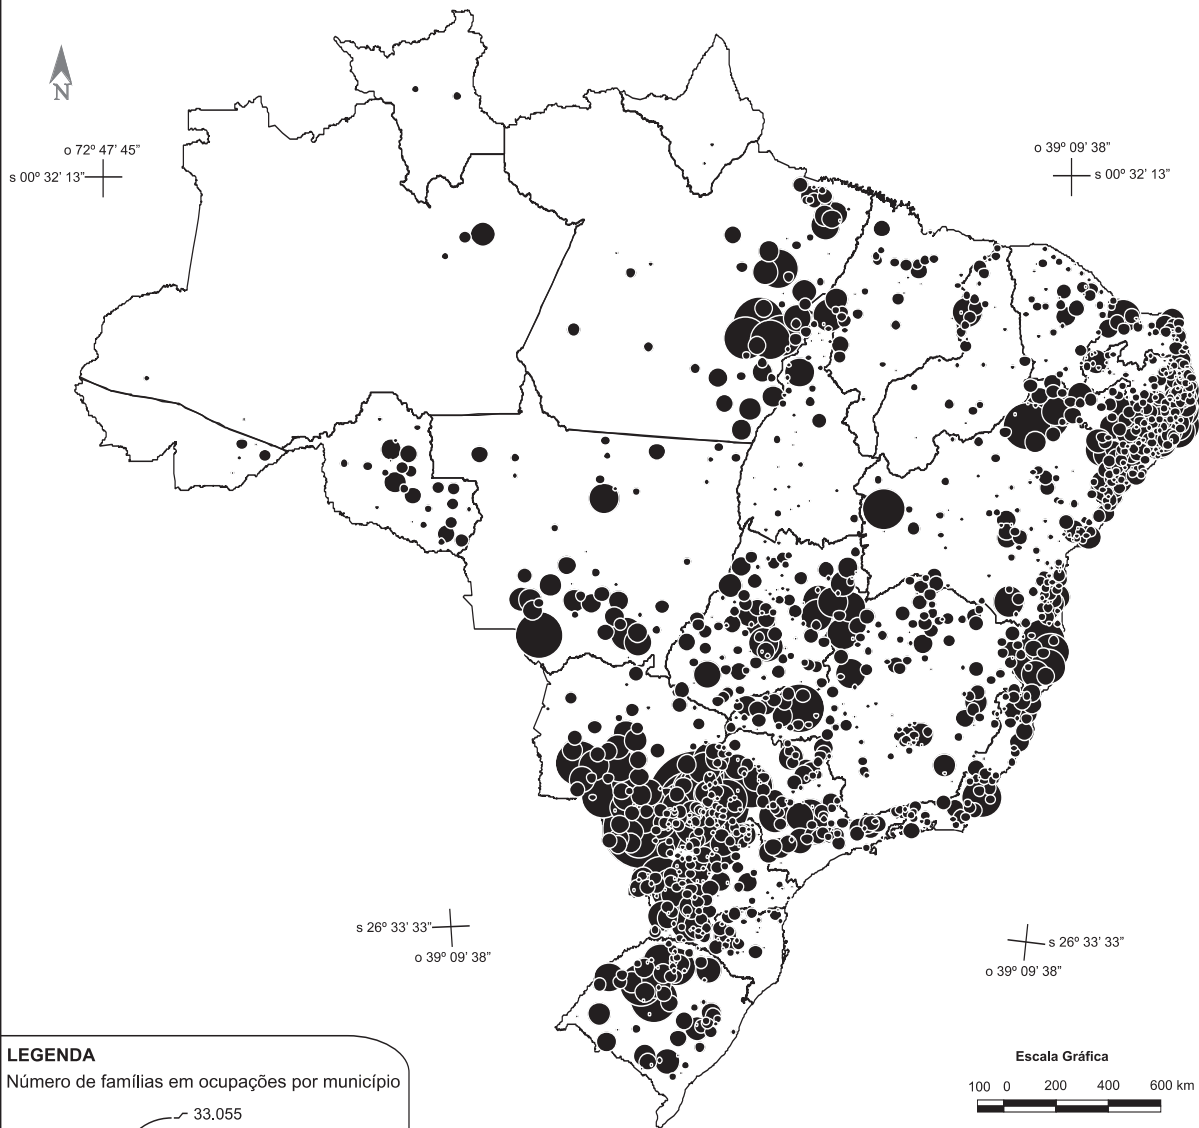 N
o 72º 47' 45"
s 00º 32' 13"
o 39º 09' 38"
s 00º 32' 13"
s 26º 33' 33"
o 39º 09' 38"
s 26º 33' 33"
o 39º 09' 38"
LEGENDA
Número de famílias em ocupações por município
33.055
Escala Gráfica
100 0 200 400 600 km